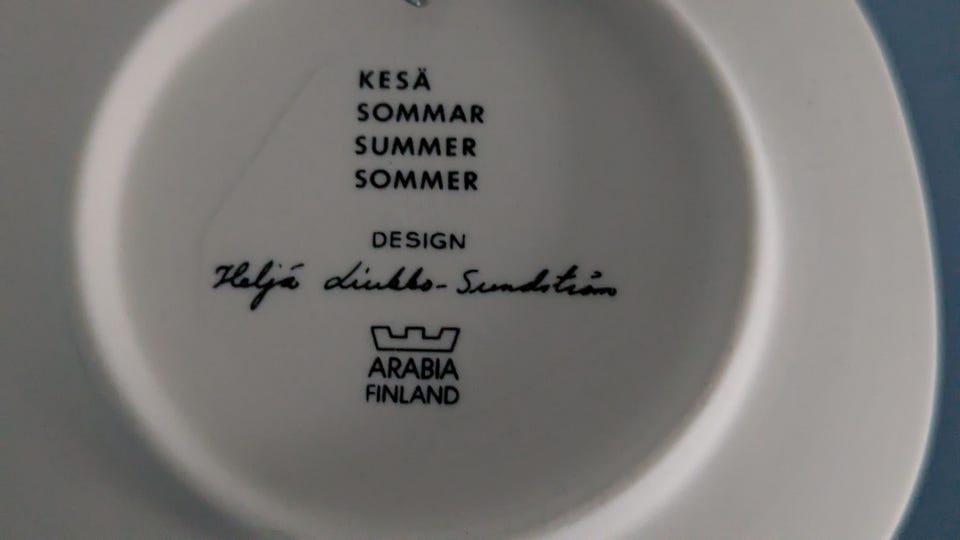 KESÄ
SOMMAR
SUMMER
SOMMER
DESIGN
Heljä Liukko-Sundström
ARABIA
FINLAND